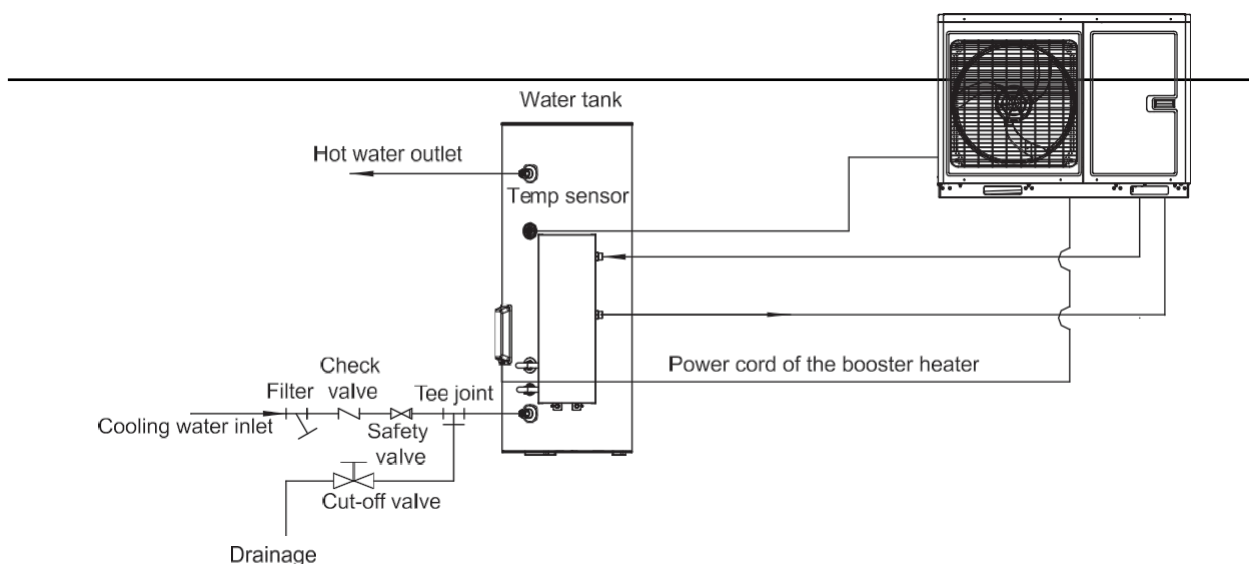 Water tank
Hot water outlet
Temp sensor
Power cord of the booster heater
Check
valve
Filter
Tee joint
Cooling water inlet
Safety
valve
Cut-off valve
Drainage